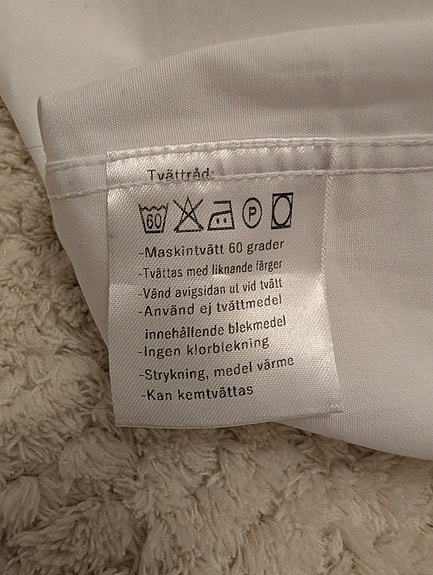 Tvättråd:
60 P
-Maskintvätt 60 grader
-Tvättas med liknande färger
-Vänd avigsidan ut vid tvätt
-Använd ej tvättmedel
innehållende blekmedel
-Ingen klorblekning
-Strykning, medel värme
-Kan kemtvättas